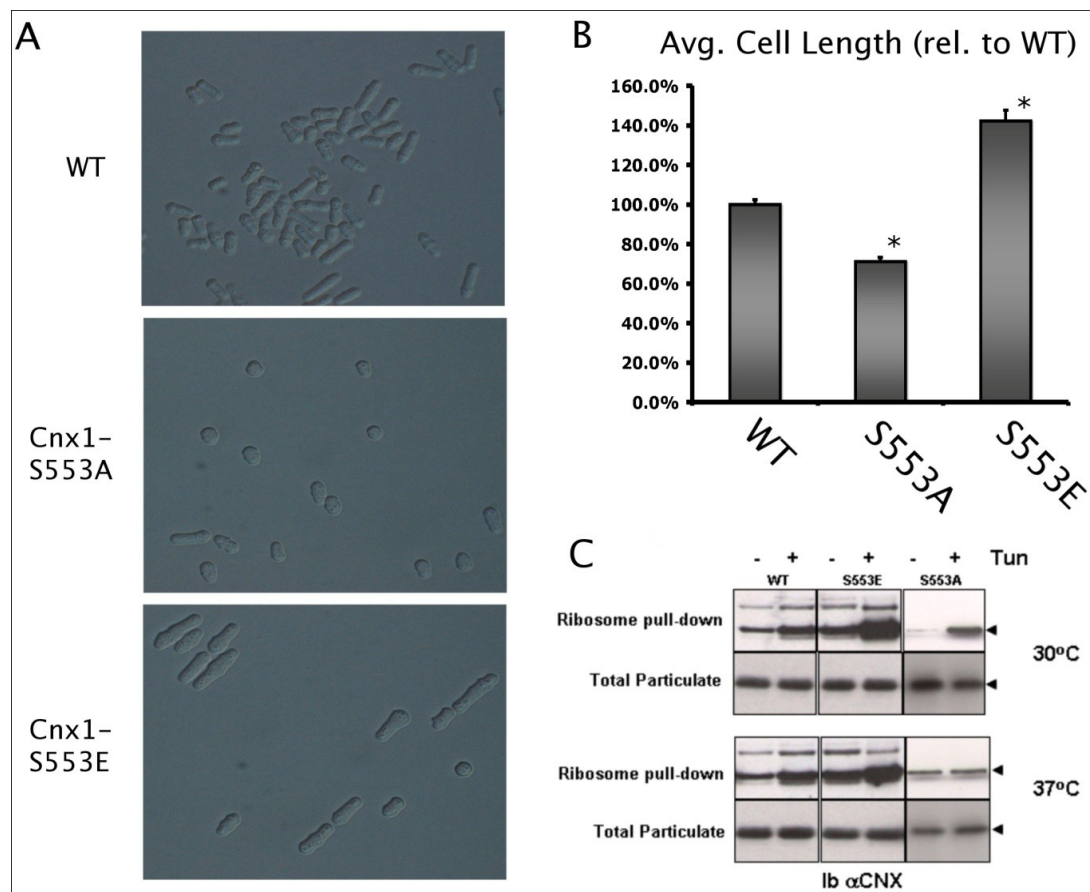 A
WT
Cnx1-
S553A
Cnx1-
S553E
B
Avg. Cell Length (rel. to WT)
160.0%
140.0%
120.0%
100.0%
80.0%
60.0%
40.0%
20.0%
0.0%
*
*
WT
S553A
S553E
C
- + - + - + Tun
WT S553E S553A
Ribosome pull-down
30°C
Total Particulate
Ribosome pull-down
37°C
Total Particulate
Ib αCNX